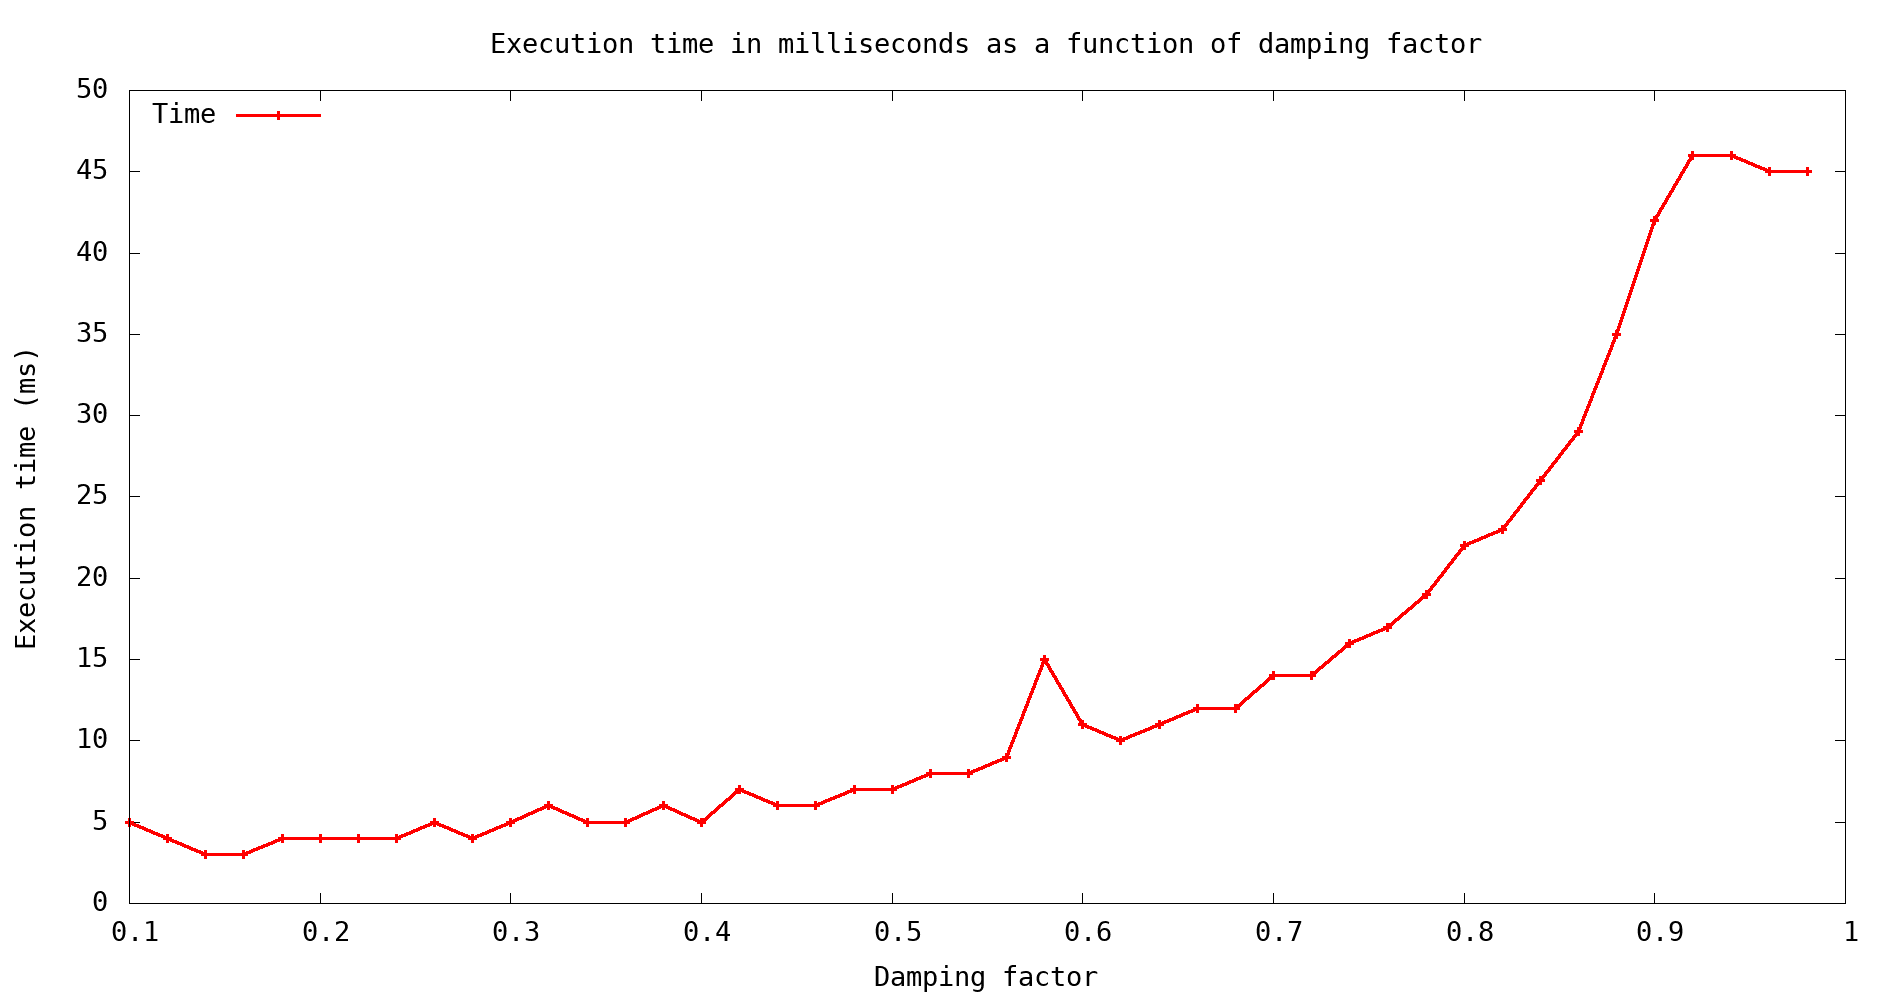 Execution time in milliseconds as a function of damping factor
50
Time
45
40
35
30
25
20
15
10
5
0
Execution time (ms)
0.1 0.2 0.3 0.4 0.5 0.6 0.7 0.8 0.9 1
Damping factor